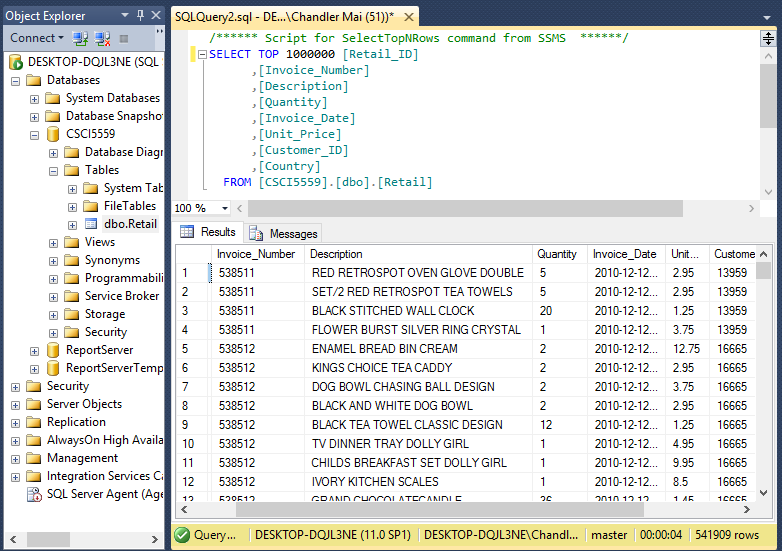 Object Explorer
Connect
DESKTOP-DQJL3NE (SQL S
Databases
System Databases
Database Snapshot
CSCI5559
Database Diagr
Tables
System Tab
FileTables
dbo.Retail
Views
Synonyms
Programmabili
Service Broker
Storage
Security
ReportServer
ReportServerTemp
Security
Server Objects
Replication
AlwaysOn High Availa
Management
Integration Services Ca
SQL Server Agent (Age
SQLQuery2.sql - DE...\Chandler Mai (51))*
/****** Script for SelectTopNRows command from SSMS ******/
SELECT TOP 1000000 [Retail_ID]
,[Invoice_Number]
,[Description]
,[Quantity]
,[Invoice_Date]
,[Unit_Price]
,[Customer_ID]
,[Country]
FROM [CSCI5559].[dbo].[Retail]
100 %
Results Messages
Invoice_Number Description Quantity Invoice_Date Unit... Custome
1 538511 RED RETROSPOT OVEN GLOVE DOUBLE 5 2010-12-12... 2.95 13959
2 538511 SET/2 RED RETROSPOT TEA TOWELS 5 2010-12-12... 2.95 13959
3 538511 BLACK STITCHED WALL CLOCK 20 2010-12-12... 1.25 13959
4 538511 FLOWER BURST SILVER RING CRYSTAL 1 2010-12-12... 3.75 13959
5 538512 ENAMEL BREAD BIN CREAM 2 2010-12-12... 12.75 16665
6 538512 KINGS CHOICE TEA CADDY 2 2010-12-12... 2.95 16665
7 538512 DOG BOWL CHASING BALL DESIGN 2 2010-12-12... 3.75 16665
8 538512 BLACK AND WHITE DOG BOWL 2 2010-12-12... 2.95 16665
9 538512 BLACK TEA TOWEL CLASSIC DESIGN 12 2010-12-12... 1.25 16665
10 538512 TV DINNER TRAY DOLLY GIRL 1 2010-12-12... 4.95 16665
11 538512 CHILDS BREAKFAST SET DOLLY GIRL 1 2010-12-12... 9.95 16665
12 538512 IVORY KITCHEN SCALES 1 2010-12-12... 8.5 16665
13 538512 GRAND CHOCOLATECANDLE 36 2010-12-12... 1.45 16665
Query... DESKTOP-DQJL3NE (11.0 SP1) DESKTOP-DQJL3NE\Chandl... master 00:00:04 541909 rows